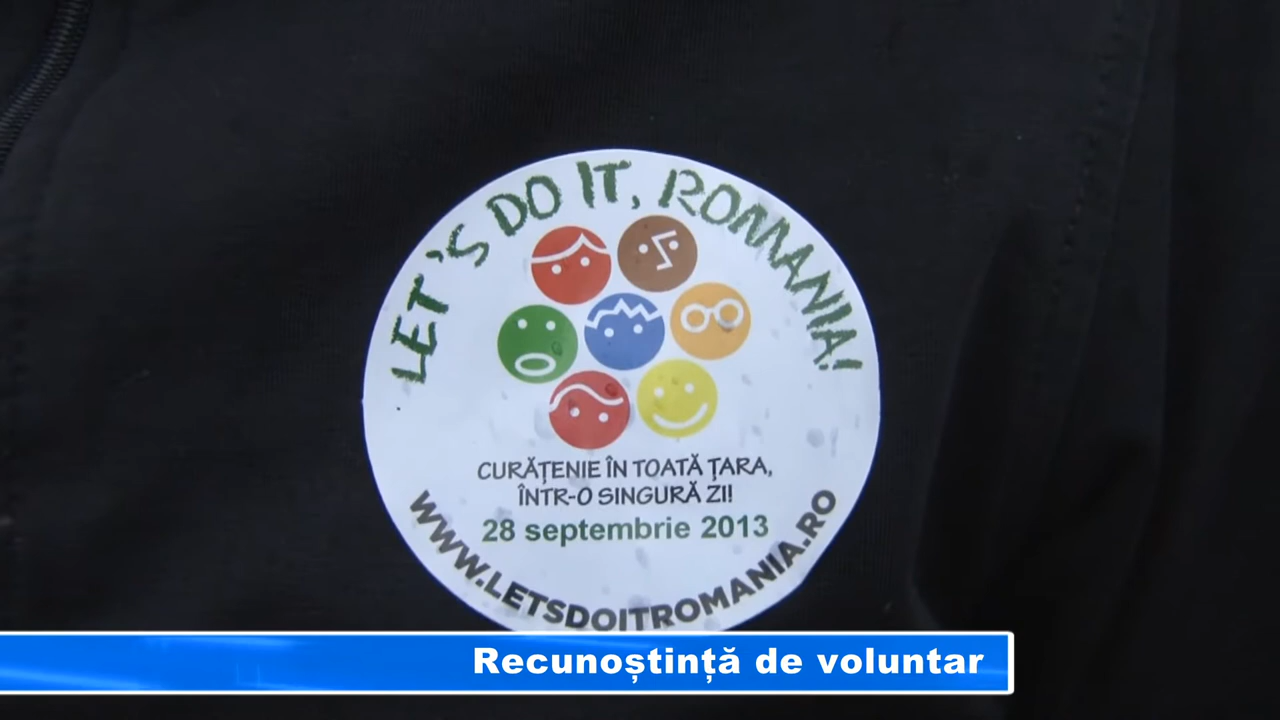 LET'S DO IT, ROMANIA!
CURĂȚENIE ÎN TOATĂ ȚARA,
ÎNTR-O SINGURĂ ZI!
28 septembrie 2013
WWW.LETSDOITROMANIA.RO
Recunoștință de voluntar